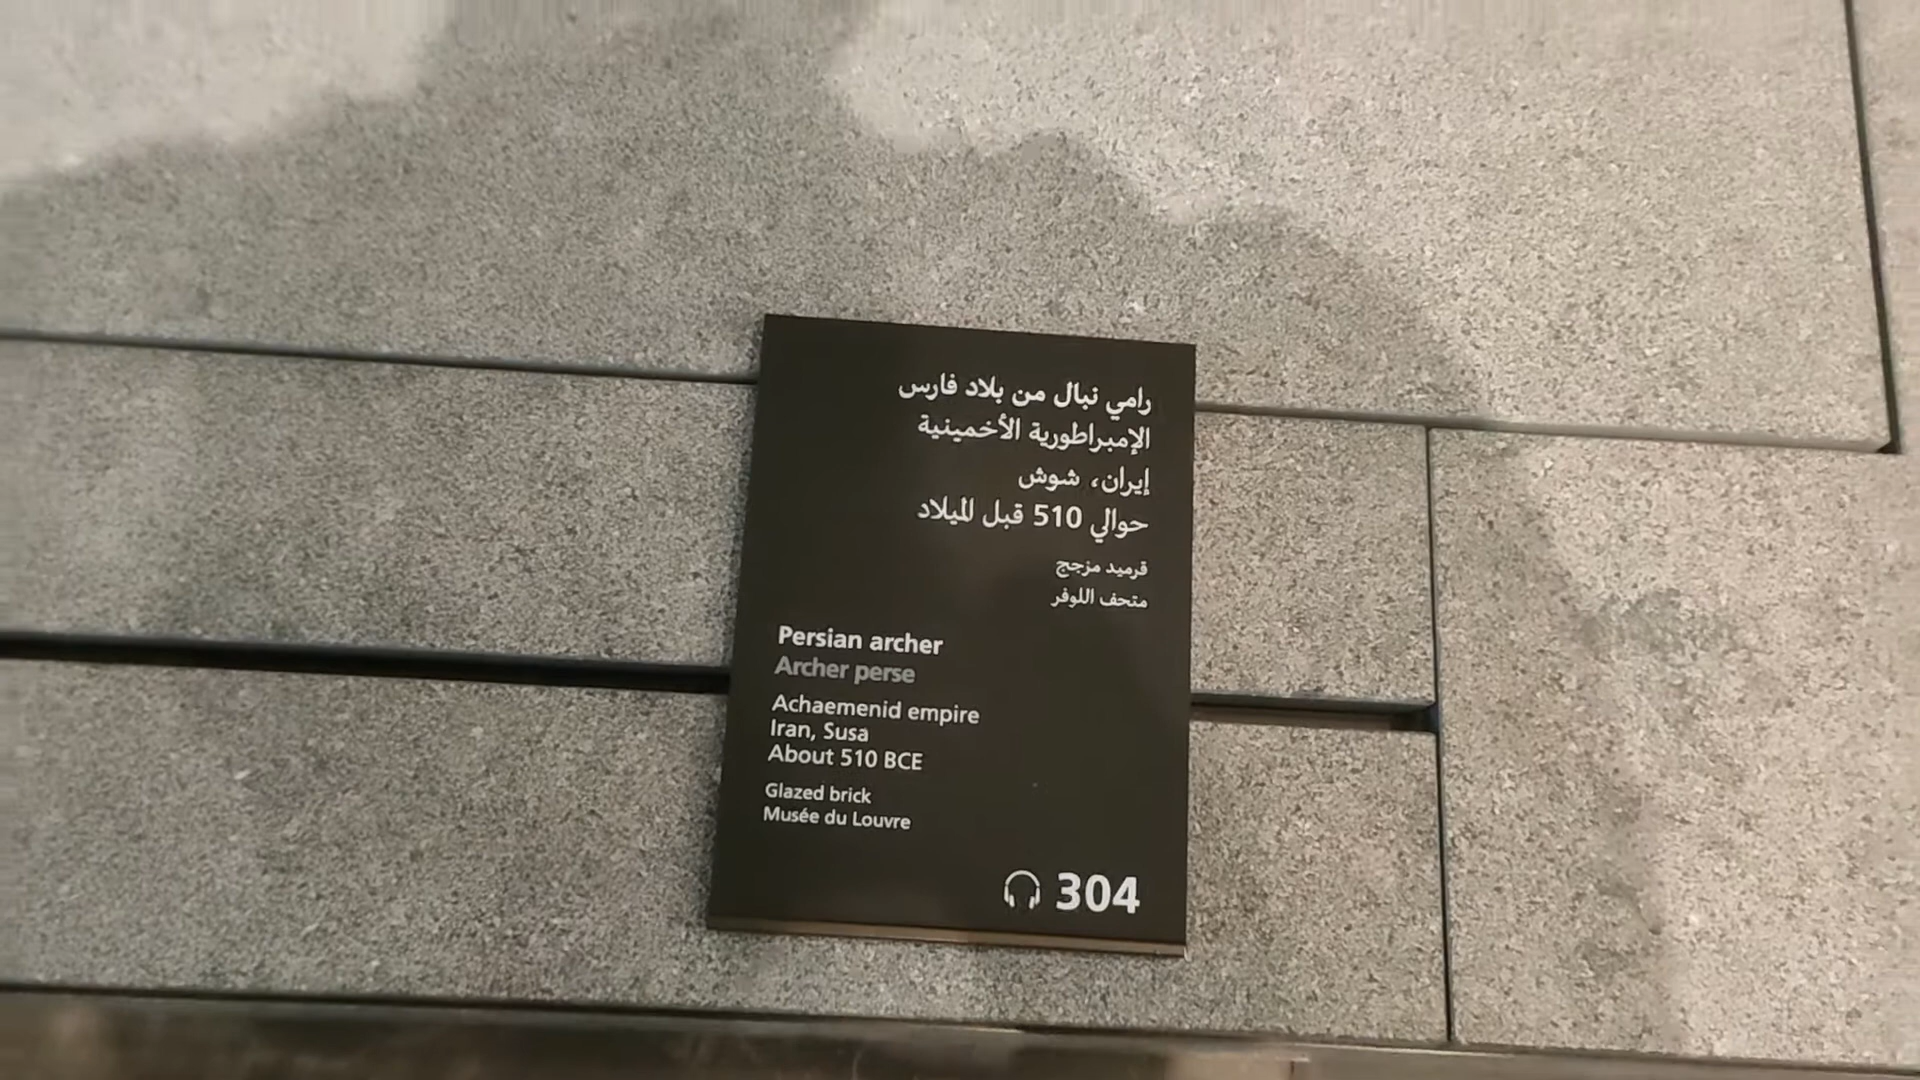 رامي نبال من بلاد فارس
الإمبراطورية الأخمينية
إيران، شوش
حوالي 510 قبل الميلاد
قرميد مزجج
متحف اللوفر
Persian archer
Archer perse
Achaemenid empire
Iran, Susa
About 510 BCE
Glazed brick
Musée du Louvre
304